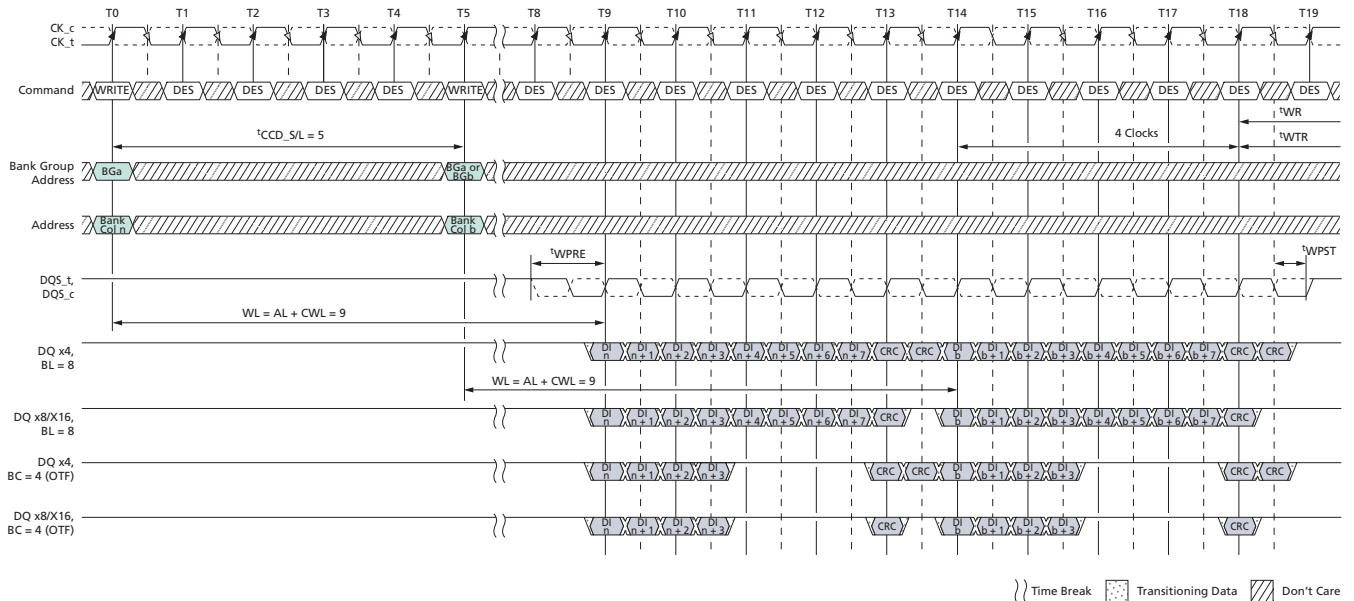 T0 T1 T2 T3 T4 T5 T8 T9 T10 T11 T12 T13 T14 T15 T16 T17 T18 T19
CK_c
CK_t
Command WRITE DES DES DES DES WRITE DES DES DES DES DES DES DES DES DES DES DES DES
tWR
tCCD_S/L = 5
4 Clocks
tWTR
Bank Group
Address
BGa
BGa or
BGb
Address
Bank
Col n
Bank
Col b
tWPRE
tWPST
DQS_t,
DQS_c
WL = AL + CWL = 9
DQ x4,
BL = 8
DI DI DI DI DI DI DI DI CRC CRC DI DI DI DI DI DI DI DI CRC CRC
n n + 1 n + 2 n + 3 n + 4 n + 5 n + 6 n + 7 b b + 1 b + 2 b + 3 b + 4 b + 5 b + 6 b + 7
WL = AL + CWL = 9
DQ x8/X16,
BL = 8
DI DI DI DI DI DI DI DI CRC DI DI DI DI DI DI DI DI CRC
n n + 1 n + 2 n + 3 n + 4 n + 5 n + 6 n + 7 b b + 1 b + 2 b + 3 b + 4 b + 5 b + 6 b + 7
DQ x4,
BC = 4 (OTF)
DI DI DI DI CRC CRC DI DI DI DI CRC CRC
n n + 1 n + 2 n + 3 b b + 1 b + 2 b + 3
DQ x8/X16,
BC = 4 (OTF)
DI DI DI DI CRC DI DI DI DI CRC
n n + 1 n + 2 n + 3 b b + 1 b + 2 b + 3
Time Break Transitioning Data Don't Care